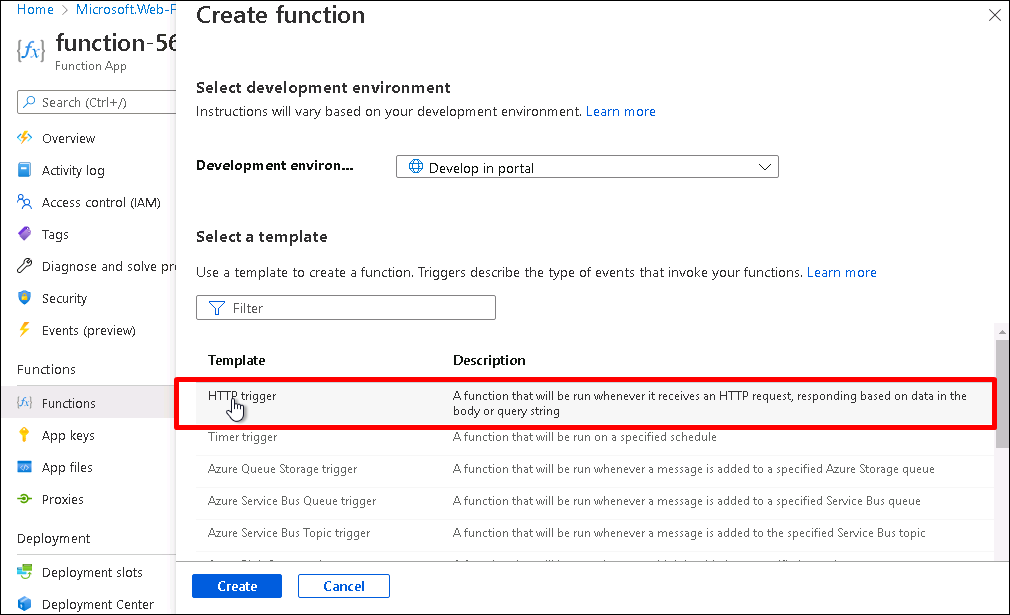 Home > Microsoft.Web-F
function-56
Function App
Search (Ctrl+/)
Overview
Activity log
Access control (IAM)
Tags
Diagnose and solve pr
Security
Events (preview)
Functions
Functions
App keys
App files
Proxies
Deployment
Deployment slots
Deployment Center
Create function
Select development environment
Instructions will vary based on your development environment. Learn more
Development environ...
Develop in portal
Select a template
Use a template to create a function. Triggers describe the type of events that invoke your functions. Learn more
Filter
Template Description
HTTP trigger A function that will be run whenever it receives an HTTP request, responding based on data in the
body or query string
Timer trigger A function that will be run on a specified schedule
Azure Queue Storage trigger A function that will be run whenever a message is added to a specified Azure Storage queue
Azure Service Bus Queue trigger A function that will be run whenever a message is added to a specified Service Bus queue
Azure Service Bus Topic trigger A function that will be run whenever a message is added to the specified Service Bus topic
Create Cancel